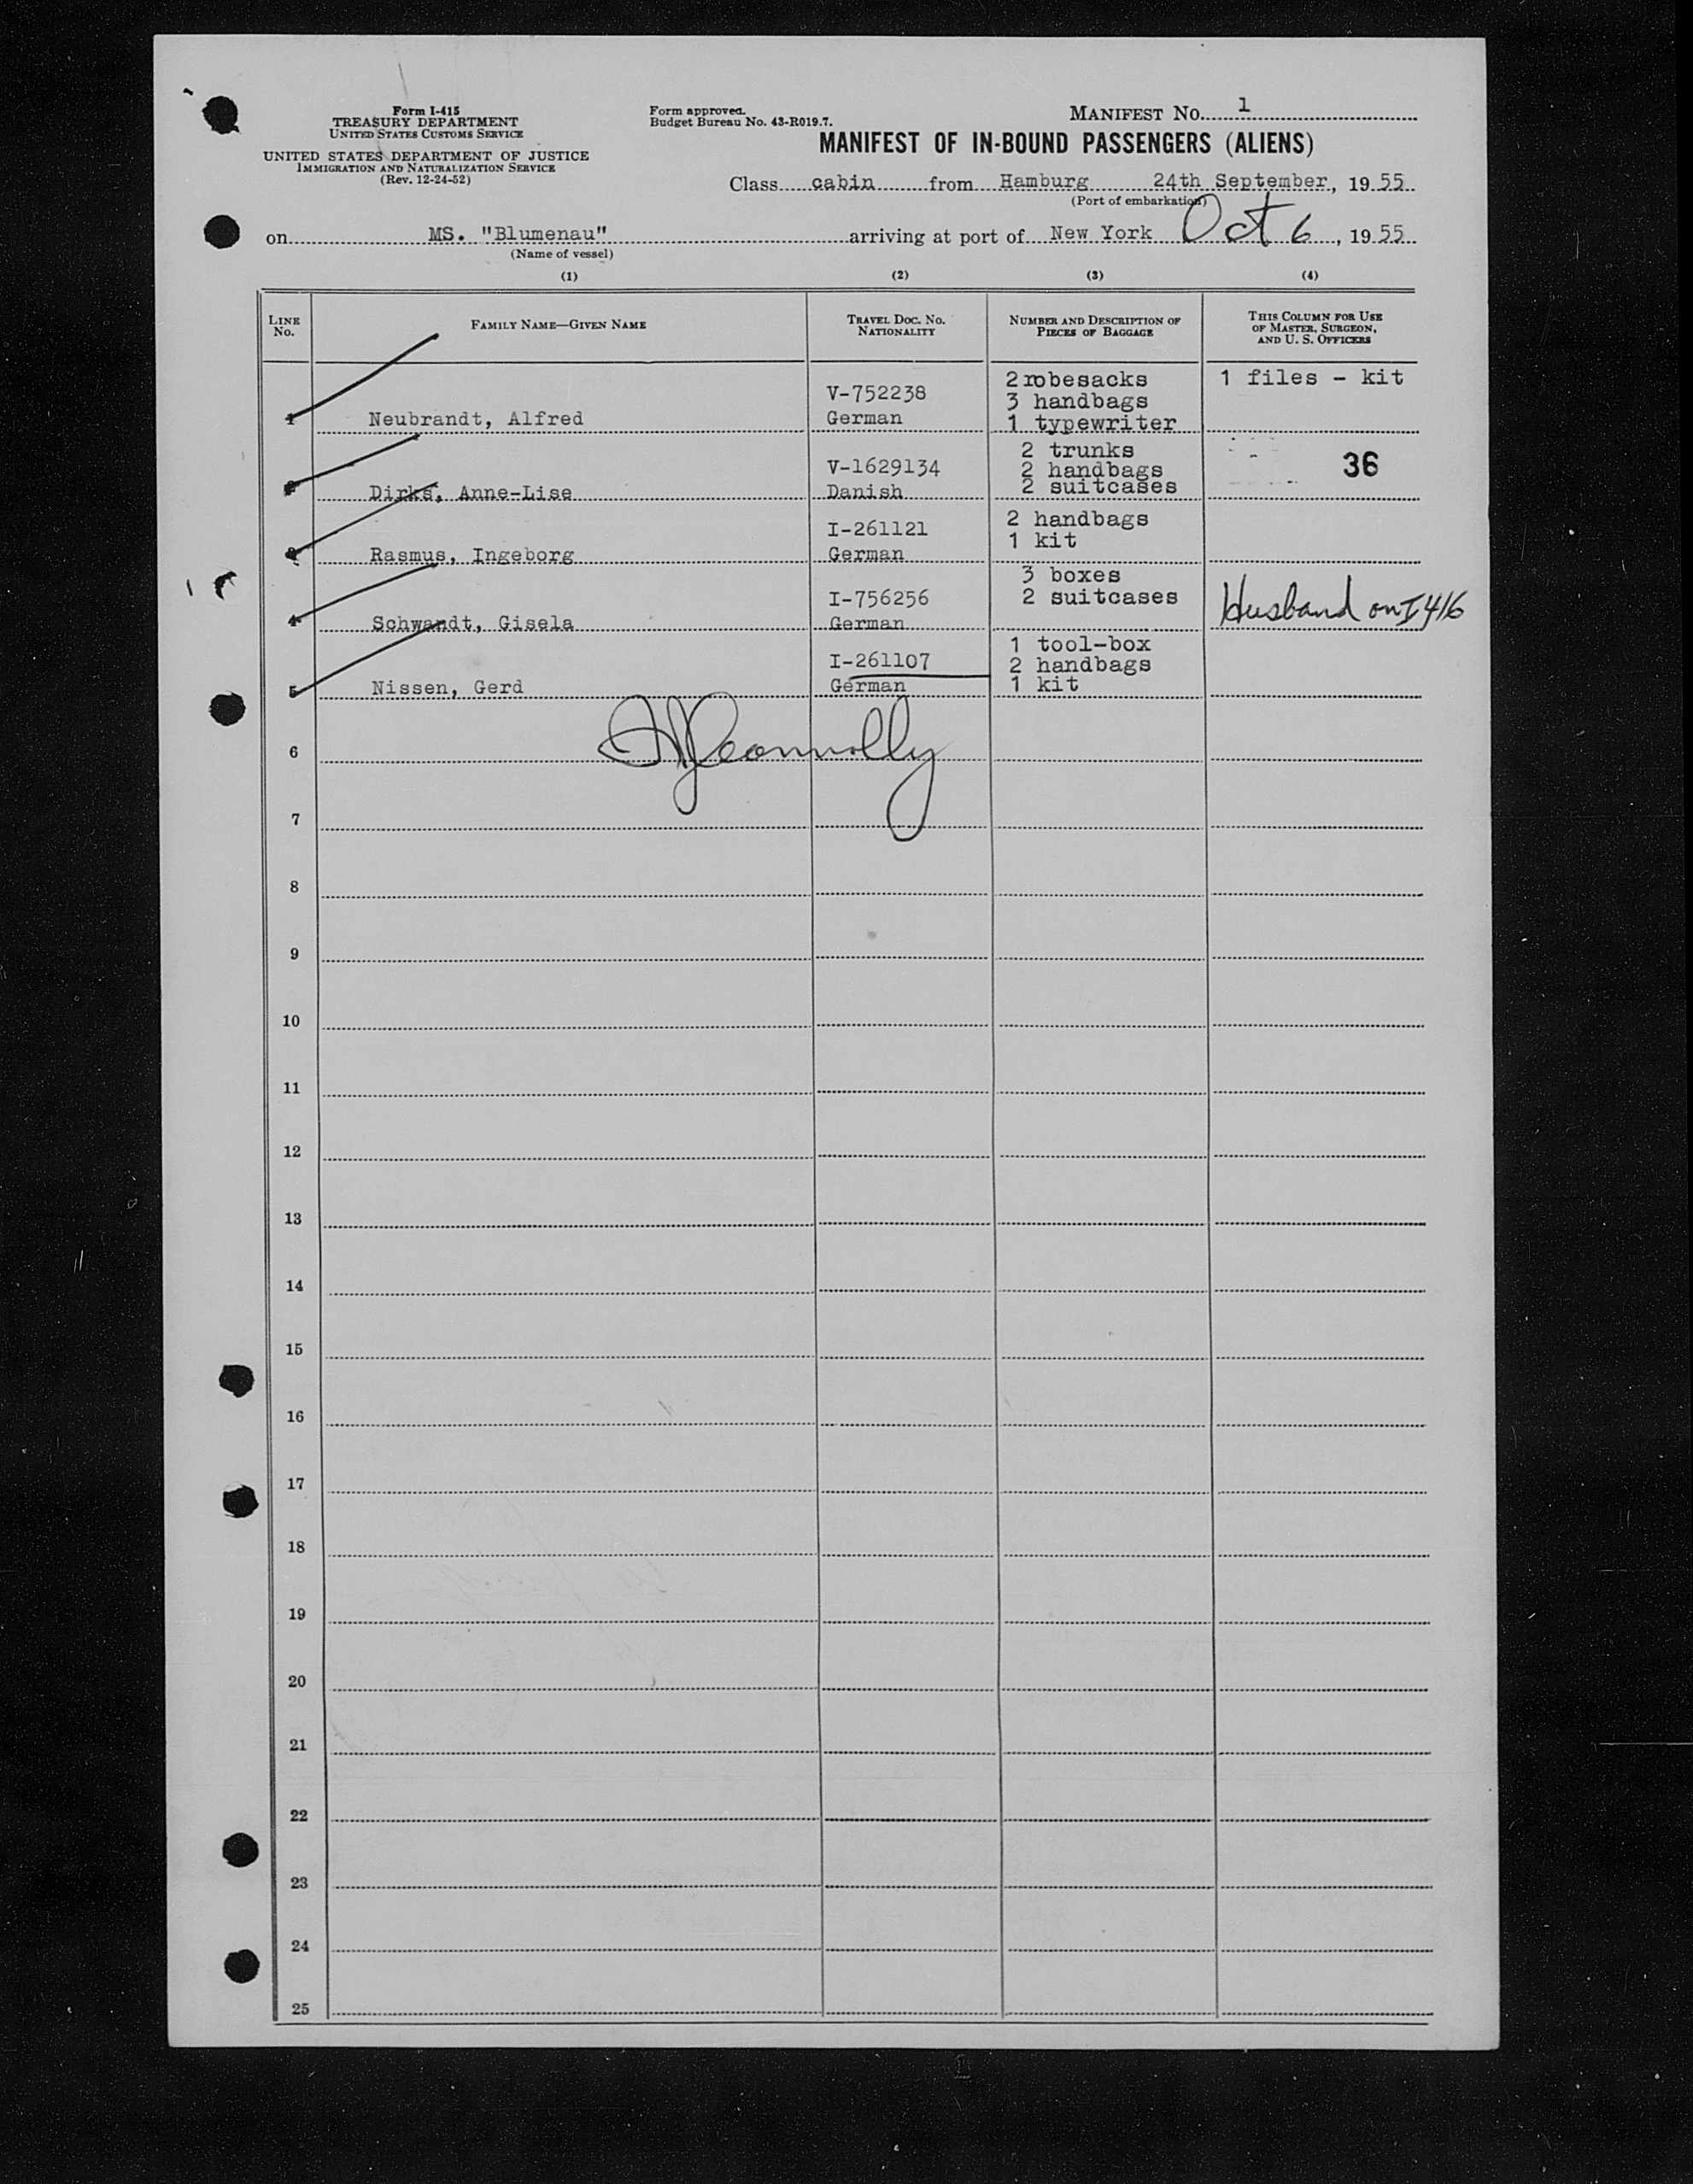 Form I-415
TREASURY DEPARTMENT
UNITED STATES CUSTOMS SERVICE
UNITED STATES DEPARTMENT OF JUSTICE
IMMIGRATION AND NATURALIZATION SERVICE
(Rev. 12-24-52)
Form approved.
Budget Bureau No. 43-R019.7.
MANIFEST NO. 1
MANIFEST OF IN-BOUND PASSENGERS (ALIENS)
Class cabin from Hamburg 24th September, 19 55
(Port of embarkation)
on MS. "Blumenau" arriving at port of New York Oct 6, 19 55
(Name of vessel)
(1) (2) (3) (4)
LINE No. FAMILY NAME—GIVEN NAME TRAVEL DOC. NO. NATIONALITY NUMBER AND DESCRIPTION OF PIECES OF BAGGAGE THIS COLUMN FOR USE OF MASTER, SURGEON, AND U. S. OFFICERS
2 robesacks 1 files - kit
V-752238 3 handbags
1 Neubrandt, Alfred German 1 typewriter
2 trunks
V-1629134 2 handbags 36
2 Dirks, Anne-Lise Danish 2 suitcases
I-261121 2 handbags
3 Rasmus, Ingeborg German 1 kit
3 boxes
I-756256 2 suitcases Husband on I 416
4 Schwandt, Gisela German
1 tool-box
I-261107 2 handbags
5 Nissen, Gerd German 1 kit
6 Connolly
7
8
9
10
11
12
13
14
15
16
17
18
19
20
21
22
23
24
25